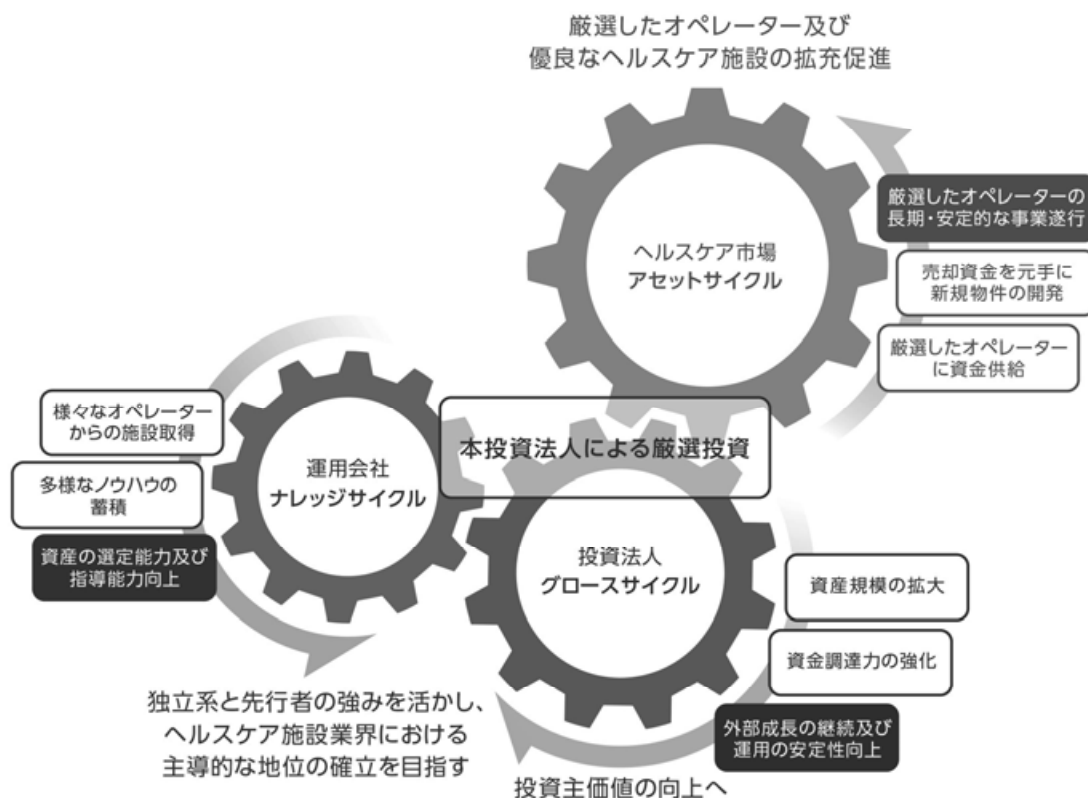 厳選したオペレーター及び
優良なヘルスケア施設の拡充促進
ヘルスケア市場
アセットサイクル
厳選したオペレーターの
長期・安定的な事業遂行
売却資金を元手に
新規物件の開発
厳選したオペレーター
に資金供給
様々なオペレーター
からの施設取得
多様なノウハウの
蓄積
資産の選定能力及び
指導能力向上
運用会社
ナレッジサイクル
本投資法人による厳選投資
投資法人
グロースサイクル
資産規模の拡大
資金調達力の強化
外部成長の継続及び
運用の安定性向上
独立系と先行者の強みを活かし、
ヘルスケア施設業界における
主導的な地位の確立を目指す
投資主価値の向上へ